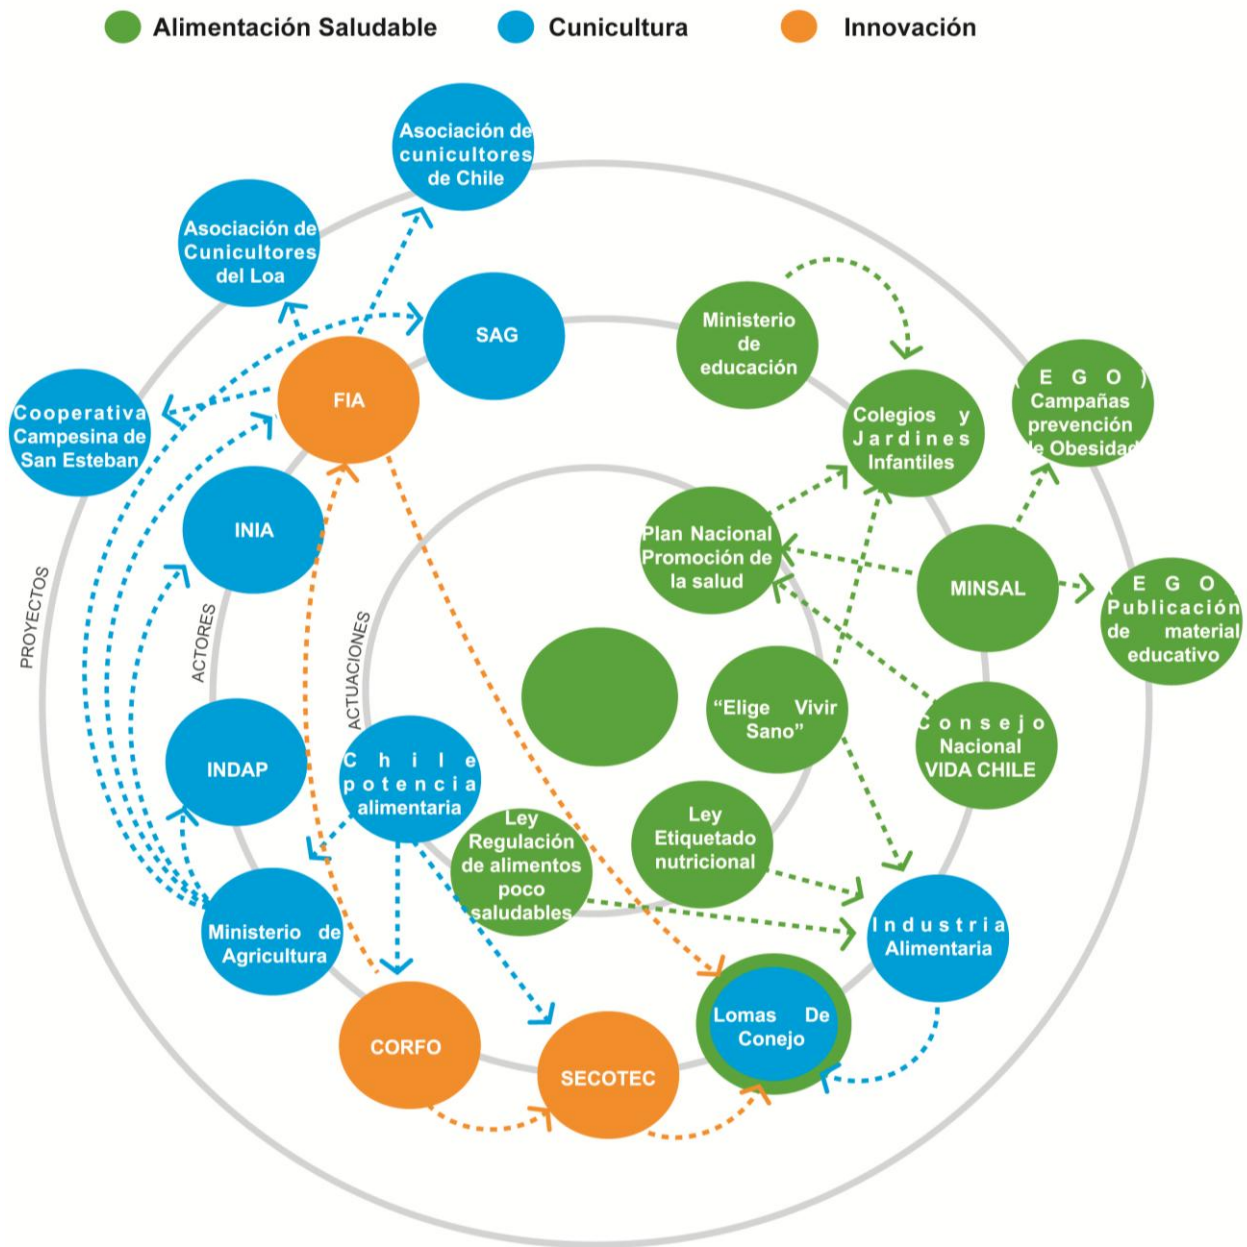 Alimentación Saludable
Cunicultura
Innovación
Asociación de
cunicultores
de Chile
Asociación de
Cunicultores
del Loa
SAG
Ministerio
de
educación
FIA
Cooperativa
Campesina de
San Esteban
Colegios y
Jardines
Infantiles
( E G O )
Campañas
prevención
de Obesidad
INIA
Plan Nacional
Promoción de
la salud
MINSAL
( E G O )
Publicación
de material
educativo
PROYECTOS
ACTORES
ACTUACIONES
"Elige Vivir
Sano"
Consejo
Nacional
VIDA CHILE
INDAP
Chile
potencia
alimentaria
Ley
Regulación
de alimentos
poco
saludables
Ley
Etiquetado
nutricional
Ministerio de
Agricultura
Industria
Alimentaria
CORFO
SECOTEC
Lomas De
Conejo